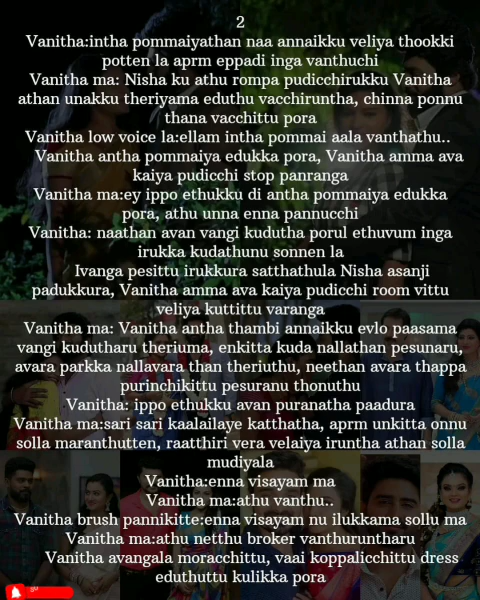 2
Vanitha:intha pommaiyathan naa annaikku veliya thookki
potten la aprm eppadi inga vanthuchi
Vanitha ma: Nisha ku athu rompa pudicchirukku Vanitha
athan unakku theriyama eduthu vacchiruntha, chinna ponnu
thana vacchittu pora
Vanitha low voice la:ellam intha pommai aala vanthathu..
Vanitha antha pommaiya edukka pora, Vanitha amma ava
kaiya pudicchi stop panranga
Vanitha ma:ey ippo ethukku di antha pommaiya edukka
pora, athu unna enna pannucchi
Vanitha: naathan avan vangi kudutha porul ethuvum inga
irukka kudathunu sonnen la
Ivanga pesittu irukkura satthathula Nisha asanji
padukkura, Vanitha amma ava kaiya pudicchi room vittu
veliya kuttittu varanga
Vanitha ma: Vanitha antha thambi annaikku evlo paasama
vangi kudutharu theriuma, enkitta kuda nallathan pesunaru,
avara parkka nallavara than theriuthu, neethan avara thappa
purinchikittu pesuranu thonuthu
Vanitha: ippo ethukku avan puranatha paadura
Vanitha ma:sari sari kaalailaye katthatha, aprm unkitta onnu
solla maranthutten, raatthiri vera velaiya iruntha athan solla
mudiyala
Vanitha:enna visayam ma
Vanitha ma:athu vanthu..
Vanitha brush pannikitte:enna visayam nu ilukkama sollu ma
Vanitha ma:athu netthu broker vanthuruntharu
Vanitha avangala moracchittu, vaai koppalicchittu dress
eduthuttu kulikka pora